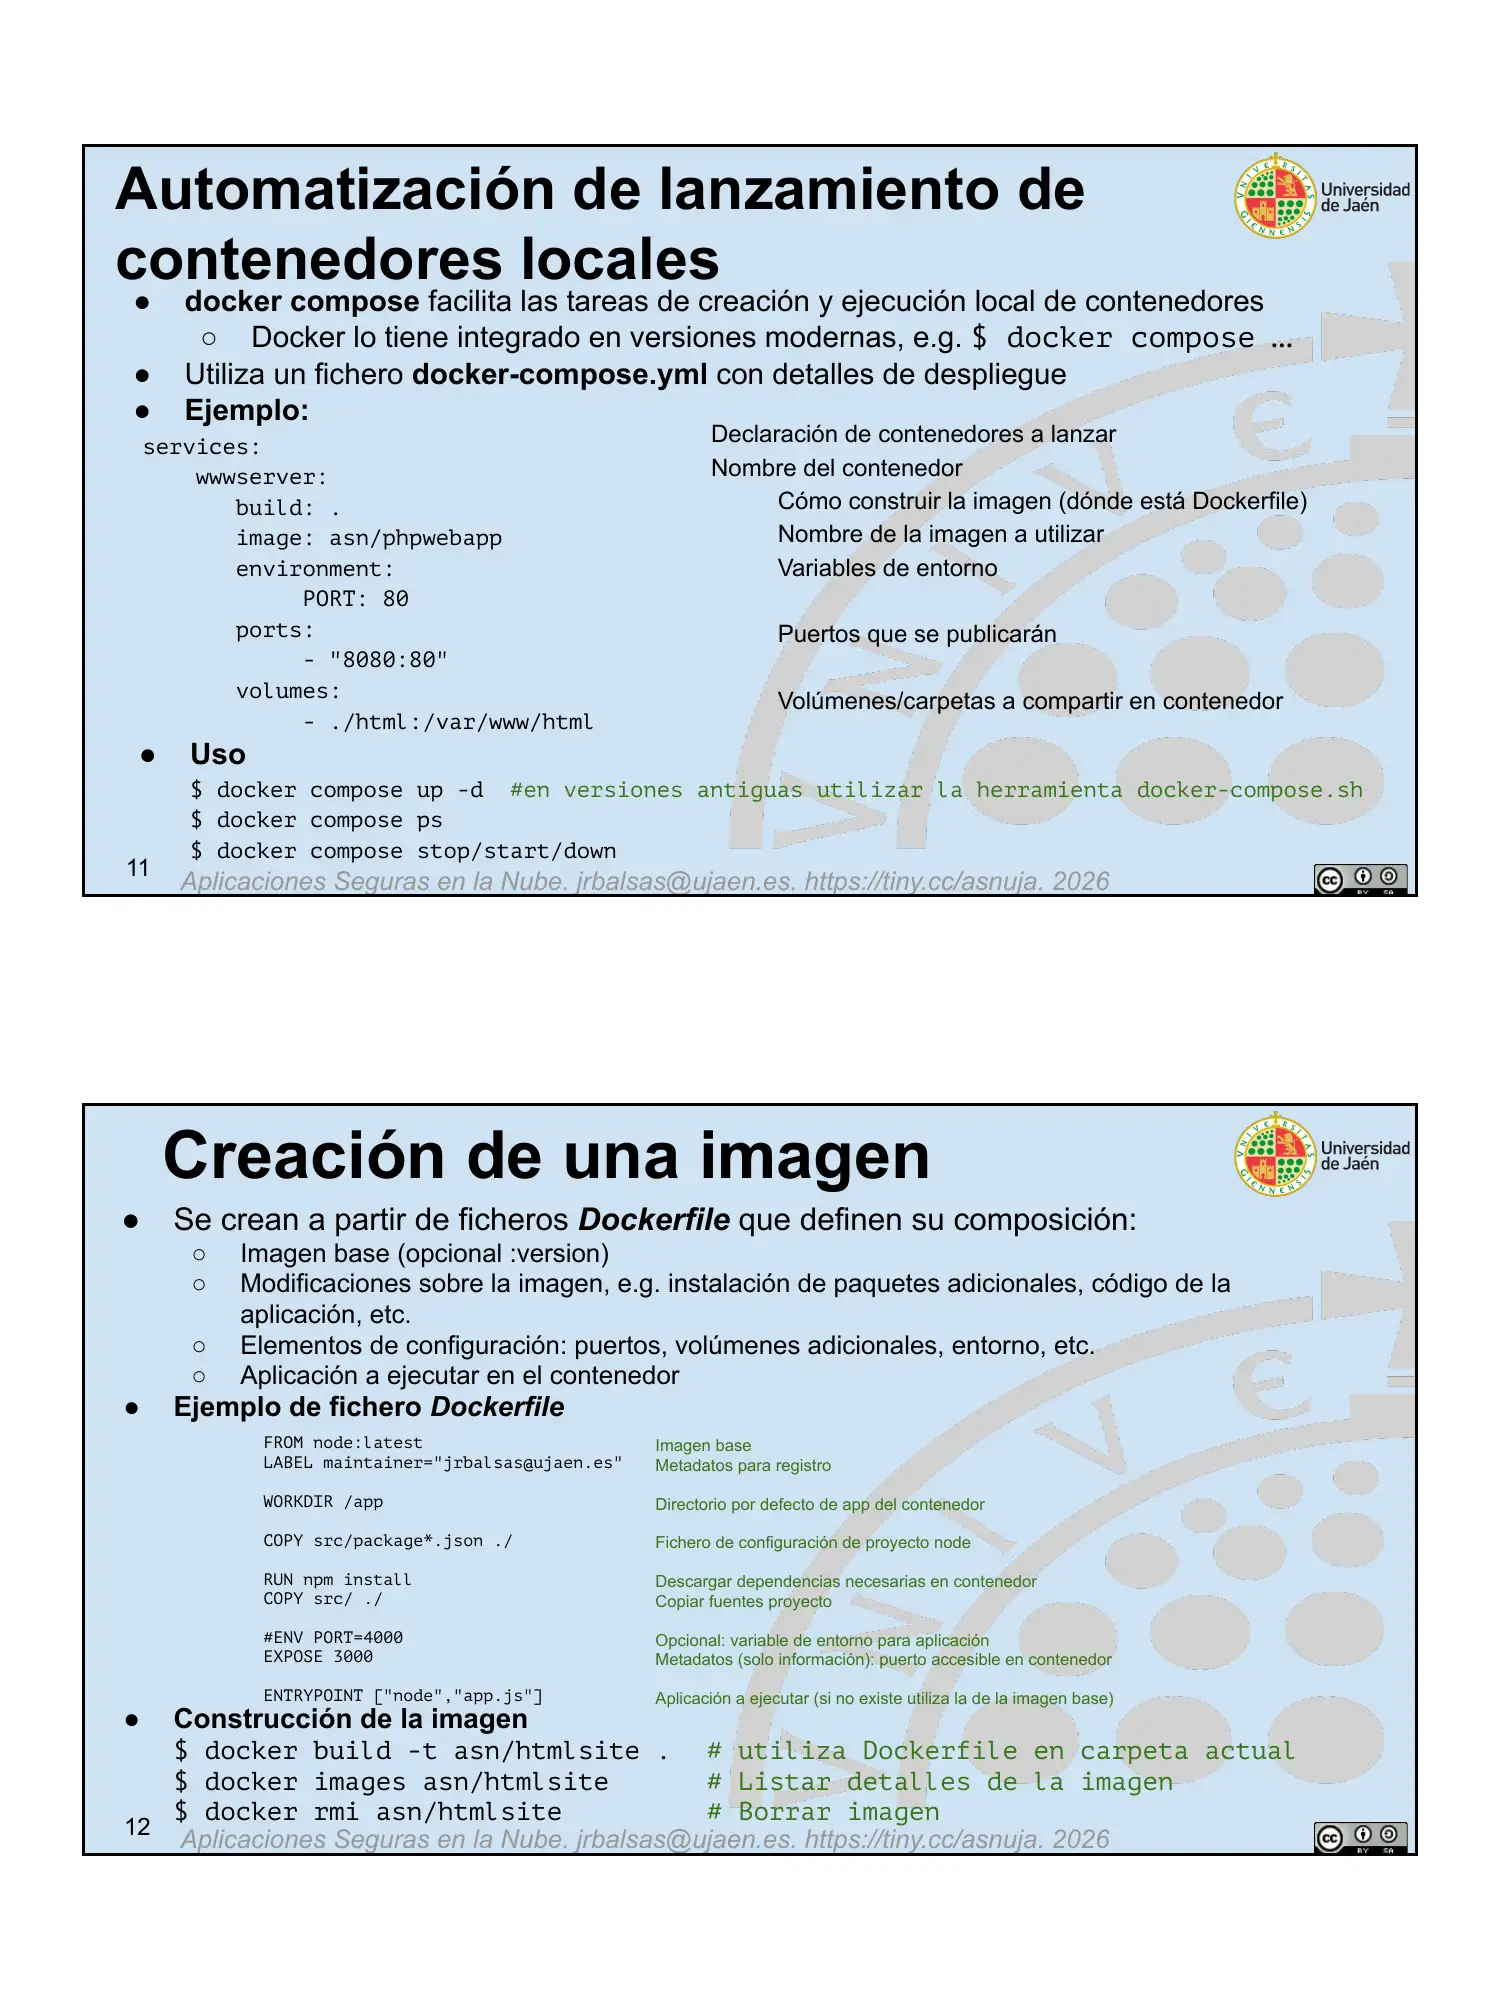 Automatización de lanzamiento de
contenedores locales
Universidad
de Jaén
● docker compose facilita las tareas de creación y ejecución local de contenedores
○ Docker lo tiene integrado en versiones modernas, e.g. $ docker compose ...
● Utiliza un fichero docker-compose.yml con detalles de despliegue
● Ejemplo:
services: Declaración de contenedores a lanzar
wwwserver: Nombre del contenedor
build: . Cómo construir la imagen (dónde está Dockerfile)
image: asn/phpwebapp Nombre de la imagen a utilizar
environment: Variables de entorno
PORT: 80
ports: Puertos que se publicarán
- "8080:80"
volumes: Volúmenes/carpetas a compartir en contenedor
- ./html:/var/www/html
● Uso
$ docker compose up -d #en versiones antiguas utilizar la herramienta docker-compose.sh
$ docker compose ps
$ docker compose stop/start/down
11
Aplicaciones Seguras en la Nube. jrbalsas@ujaen.es. https://tiny.cc/asnuja. 2026
cc BY SA
Creación de una imagen
Universidad
de Jaén
● Se crean a partir de ficheros Dockerfile que definen su composición:
○ Imagen base (opcional :version)
○ Modificaciones sobre la imagen, e.g. instalación de paquetes adicionales, código de la
aplicación, etc.
○ Elementos de configuración: puertos, volúmenes adicionales, entorno, etc.
○ Aplicación a ejecutar en el contenedor
● Ejemplo de fichero Dockerfile
FROM node:latest Imagen base
LABEL maintainer="jrbalsas@ujaen.es" Metadatos para registro
WORKDIR /app Directorio por defecto de app del contenedor
COPY src/package*.json ./ Fichero de configuración de proyecto node
RUN npm install Descargar dependencias necesarias en contenedor
COPY src/ ./ Copiar fuentes proyecto
#ENV PORT=4000 Opcional: variable de entorno para aplicación
EXPOSE 3000 Metadatos (solo información): puerto accesible en contenedor
ENTRYPOINT ["node","app.js"] Aplicación a ejecutar (si no existe utiliza la de la imagen base)
● Construcción de la imagen
$ docker build -t asn/htmlsite . # utiliza Dockerfile en carpeta actual
$ docker images asn/htmlsite # Listar detalles de la imagen
$ docker rmi asn/htmlsite # Borrar imagen
12
Aplicaciones Seguras en la Nube. jrbalsas@ujaen.es. https://tiny.cc/asnuja. 2026
cc BY SA